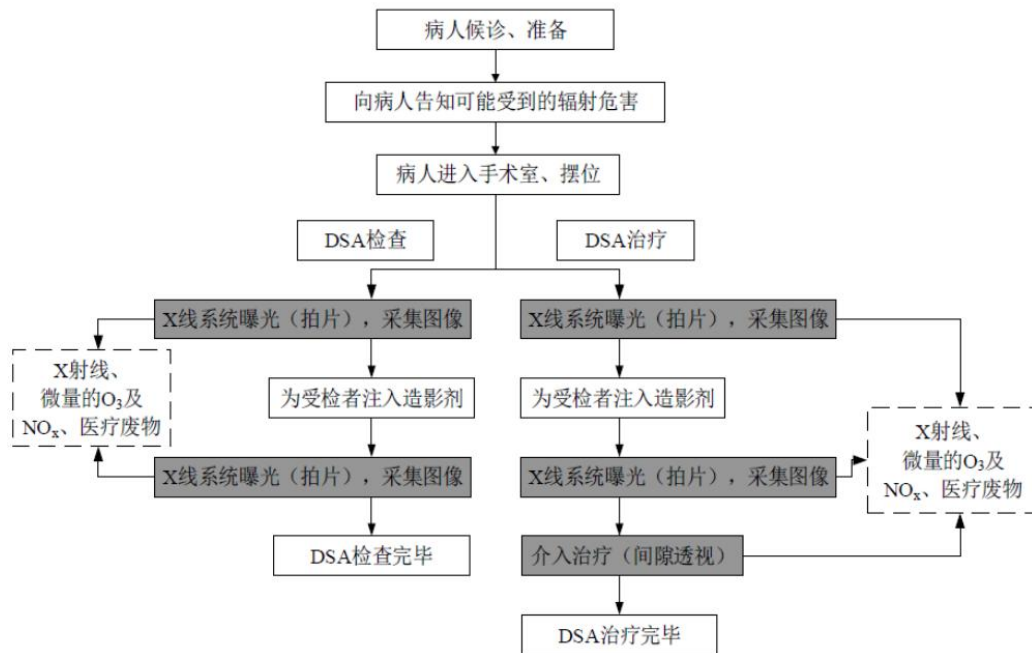 病人候诊、准备
向病人告知可能受到的辐射危害
病人进入手术室、摆位
DSA检查
DSA治疗
X线系统曝光（拍片），采集图像
X线系统曝光（拍片），采集图像
X射线、
微量的O₃及
NOₓ、医疗废物
为受检者注入造影剂
为受检者注入造影剂
X射线、
微量的O₃及
NOₓ、医疗废物
X线系统曝光（拍片），采集图像
X线系统曝光（拍片），采集图像
DSA检查完毕
介入治疗（间隙透视）
DSA治疗完毕